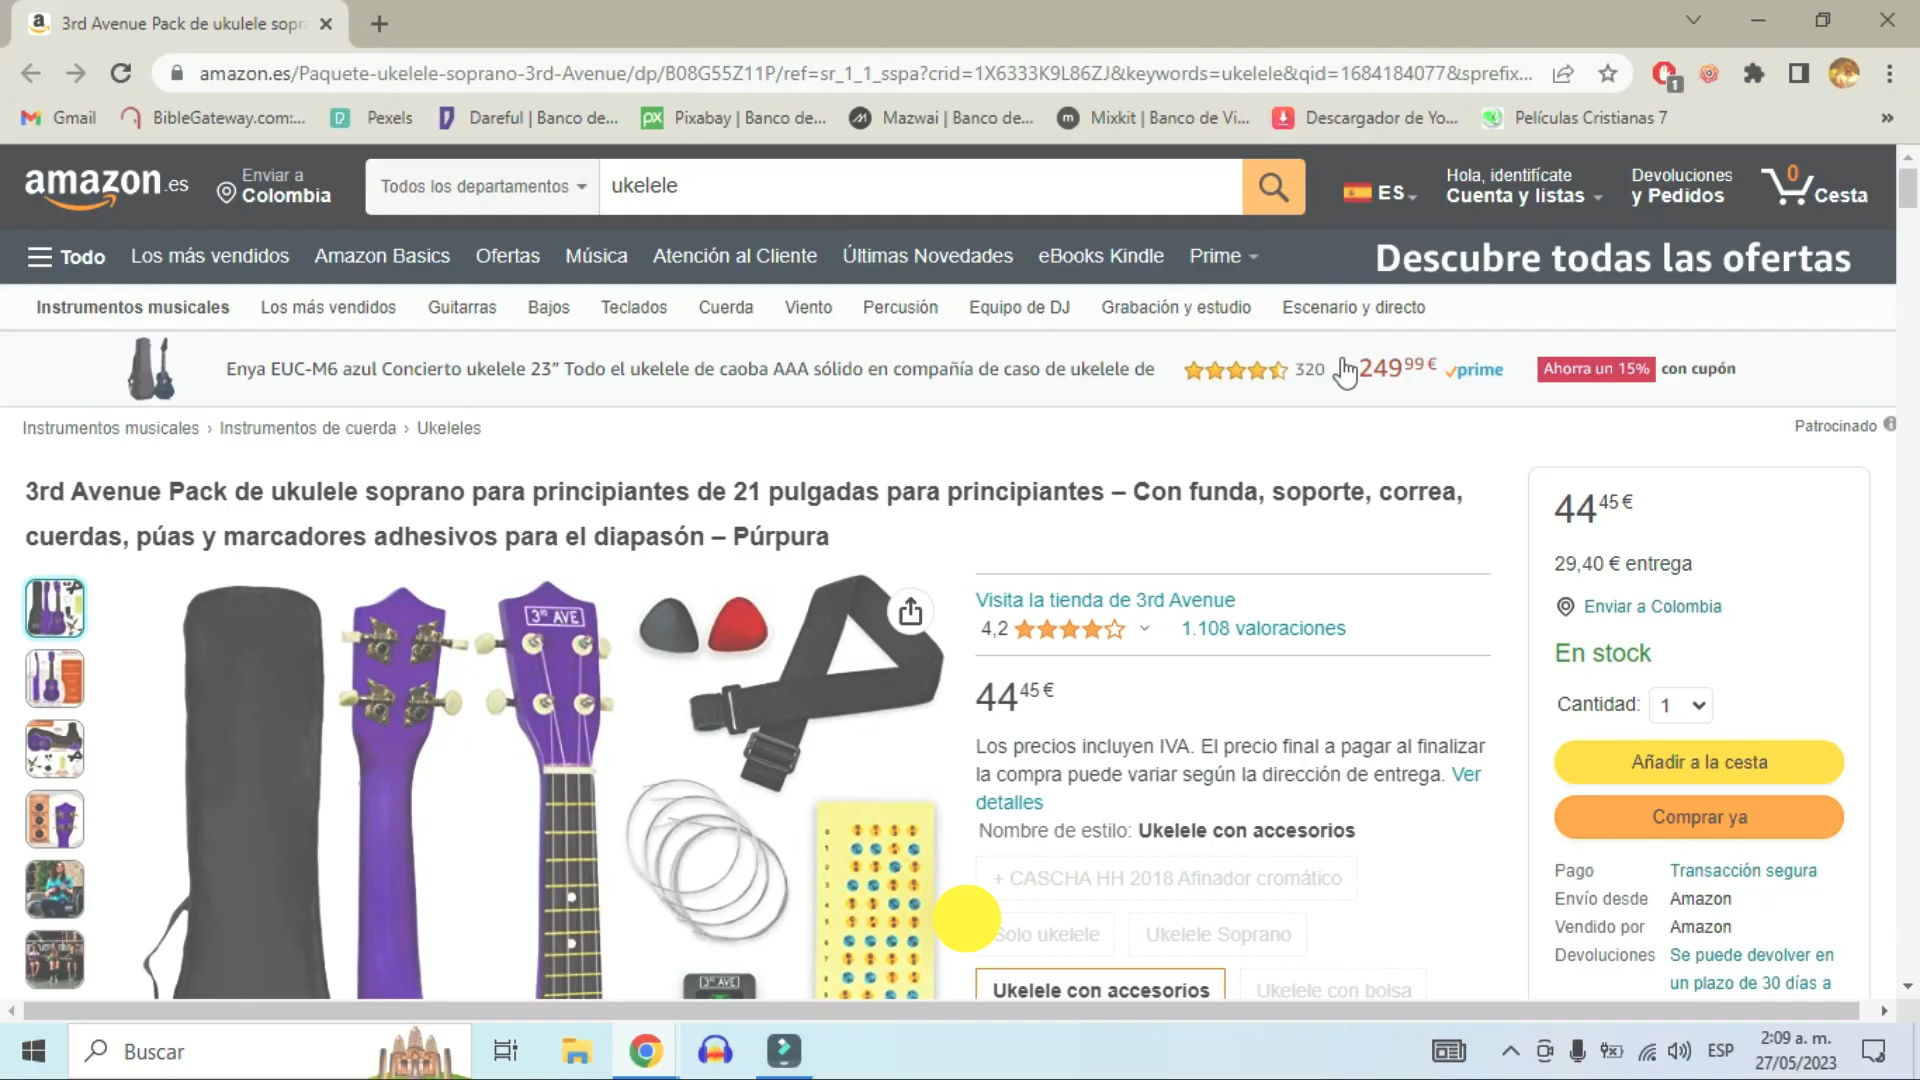 3rd Avenue Pack de ukulele sopr
amazon.es/Paquete-ukelele-soprano-3rd-Avenue/dp/B08G55Z11P/ref=sr_1_1_sspa?crid=1X6333K9L86ZJ&keywords=ukelele&qid=1684184077&sprefix...
1
Gmail
BibleGateway.com:...
Pexels
Dareful | Banco de...
Pixabay | Banco de...
Mazwai | Banco de...
Mixkit | Banco de Vi...
Descargador de Yo...
Películas Cristianas 7
»
amazon.es
Enviar a
Colombia
Todos los departamentos
ukelele
ES
Hola, identifícate
Cuenta y listas
Devoluciones
y Pedidos
0
Cesta
Todo
Los más vendidos
Amazon Basics
Ofertas
Música
Atención al Cliente
Últimas Novedades
eBooks Kindle
Prime
Descubre todas las ofertas
Instrumentos musicales
Los más vendidos
Guitarras
Bajos
Teclados
Cuerda
Viento
Percusión
Equipo de DJ
Grabación y estudio
Escenario y directo
Enya EUC-M6 azul Concierto ukelele 23” Todo el ukelele de caoba AAA sólido en compañía de caso de ukelele de
320
24999€
prime
Ahorra un 15% con cupón
Instrumentos musicales › Instrumentos de cuerda › Ukeleles
Patrocinado
3rd Avenue Pack de ukulele soprano para principiantes de 21 pulgadas para principiantes – Con funda, soporte, correa,
cuerdas, púas y marcadores adhesivos para el diapasón – Púrpura
3RD AVE
3RD AVE
Visita la tienda de 3rd Avenue
4,2
1.108 valoraciones
4445€
Los precios incluyen IVA. El precio final a pagar al finalizar
la compra puede variar según la dirección de entrega. Ver
detalles
Nombre de estilo: Ukelele con accesorios
+ CASCHA HH 2018 Afinador cromático
Solo ukelele
Ukelele Soprano
Ukelele con accesorios
Ukelele con bolsa
4445€
29,40 € entrega
Enviar a Colombia
En stock
Cantidad: 1
Añadir a la cesta
Comprar ya
Pago Transacción segura
Envío desde Amazon
Vendido por Amazon
Devoluciones Se puede devolver en
un plazo de 30 días a
Buscar
ESP
2:09 a. m.
27/05/2023